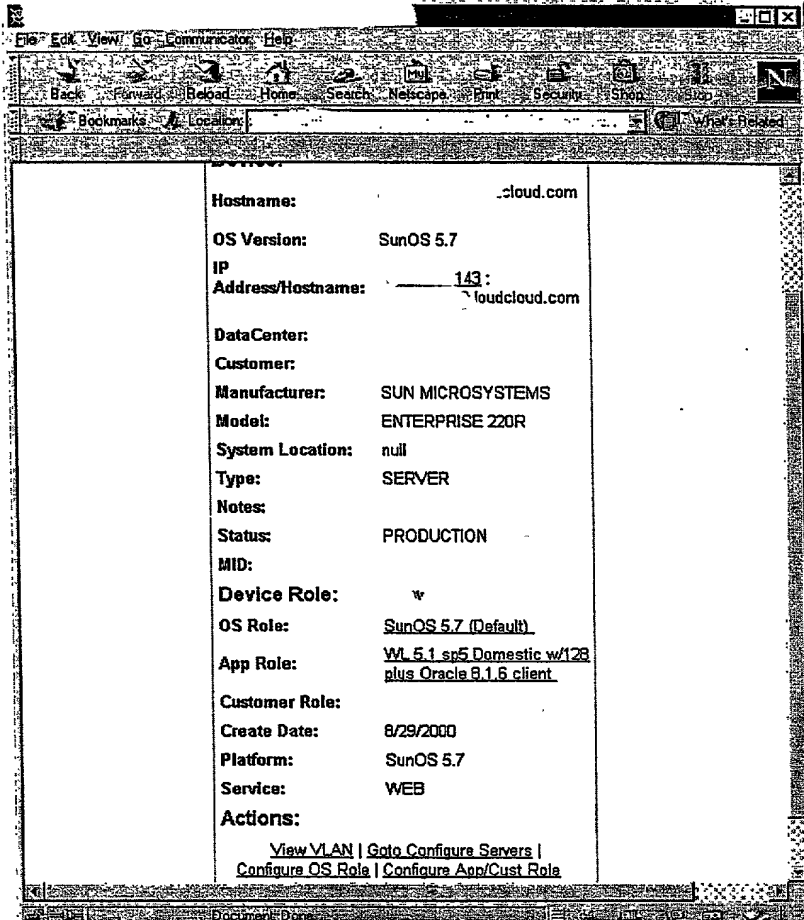 File Edit View Go Communicator Help
Back Forward Reload Home Search Netscape Print Security Shop Stop
Bookmarks Location: What's Related
Hostname: cloud.com
OS Version: SunOS 5.7
IP
Address/Hostname: 143 :
loudcloud.com
DataCenter:
Customer:
Manufacturer: SUN MICROSYSTEMS
Model: ENTERPRISE 220R
System Location: null
Type: SERVER
Notes:
Status: PRODUCTION
MID:
Device Role:
OS Role: SunOS 5.7 (Default)
App Role: WL 5.1 sp5 Domestic w/128
plus Oracle 8.1.6 client
Customer Role:
Create Date: 8/29/2000
Platform: SunOS 5.7
Service: WEB
Actions:
View VLAN | Goto Configure Servers |
Configure OS Role | Configure App/Cust Role
Document: Done